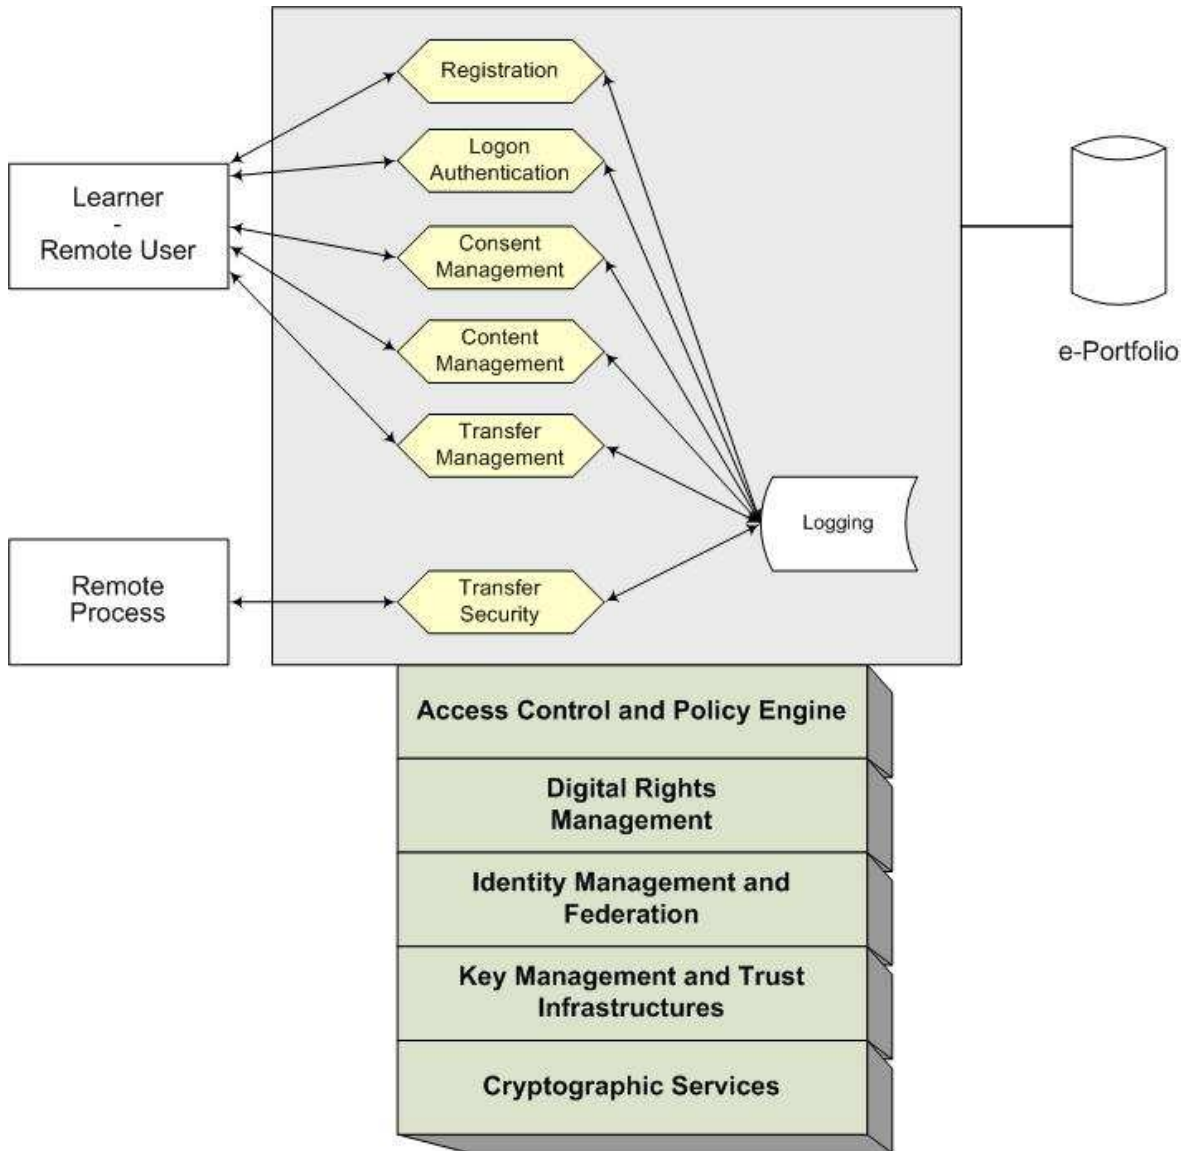 Registration
Logon
Authentication
Learner
-
Remote User
Consent
Management
Content
Management
e-Portfolio
Transfer
Management
Logging
Remote
Process
Transfer
Security
Access Control and Policy Engine
Digital Rights
Management
Identity Management and
Federation
Key Management and Trust
Infrastructures
Cryptographic Services